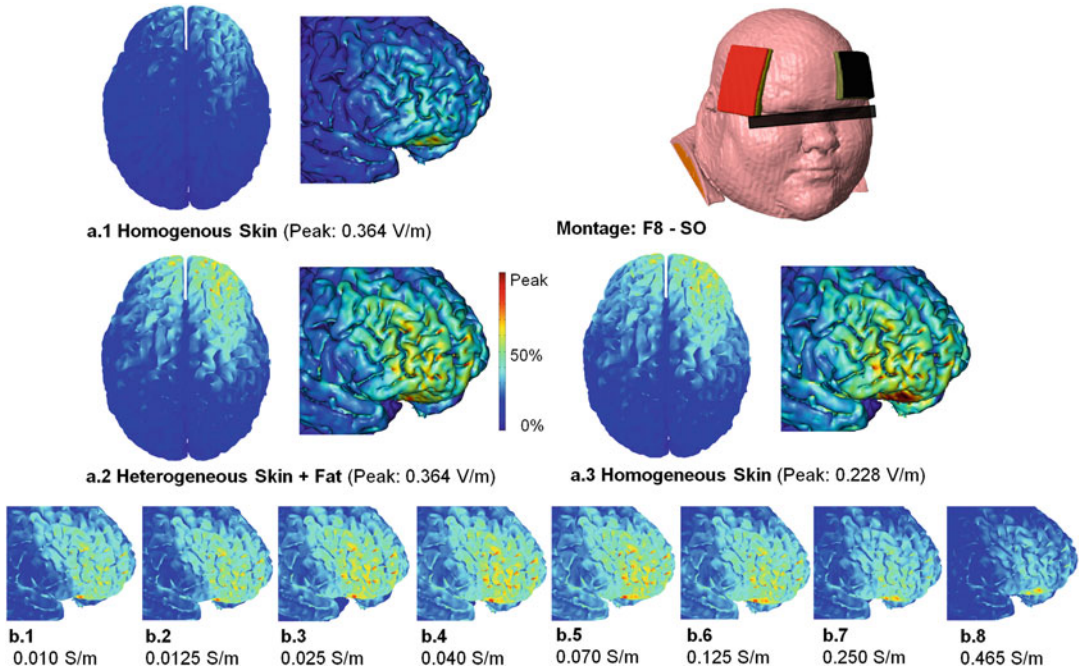 a.1 Homogenous Skin (Peak: 0.364 V/m)
Montage: F8 - SO
Peak
50%
0%
a.2 Heterogeneous Skin + Fat (Peak: 0.364 V/m)
a.3 Homogeneous Skin (Peak: 0.228 V/m)
b.1 b.2 b.3 b.4 b.5 b.6 b.7 b.8
0.010 S/m 0.0125 S/m 0.025 S/m 0.040 S/m 0.070 S/m 0.125 S/m 0.250 S/m 0.465 S/m